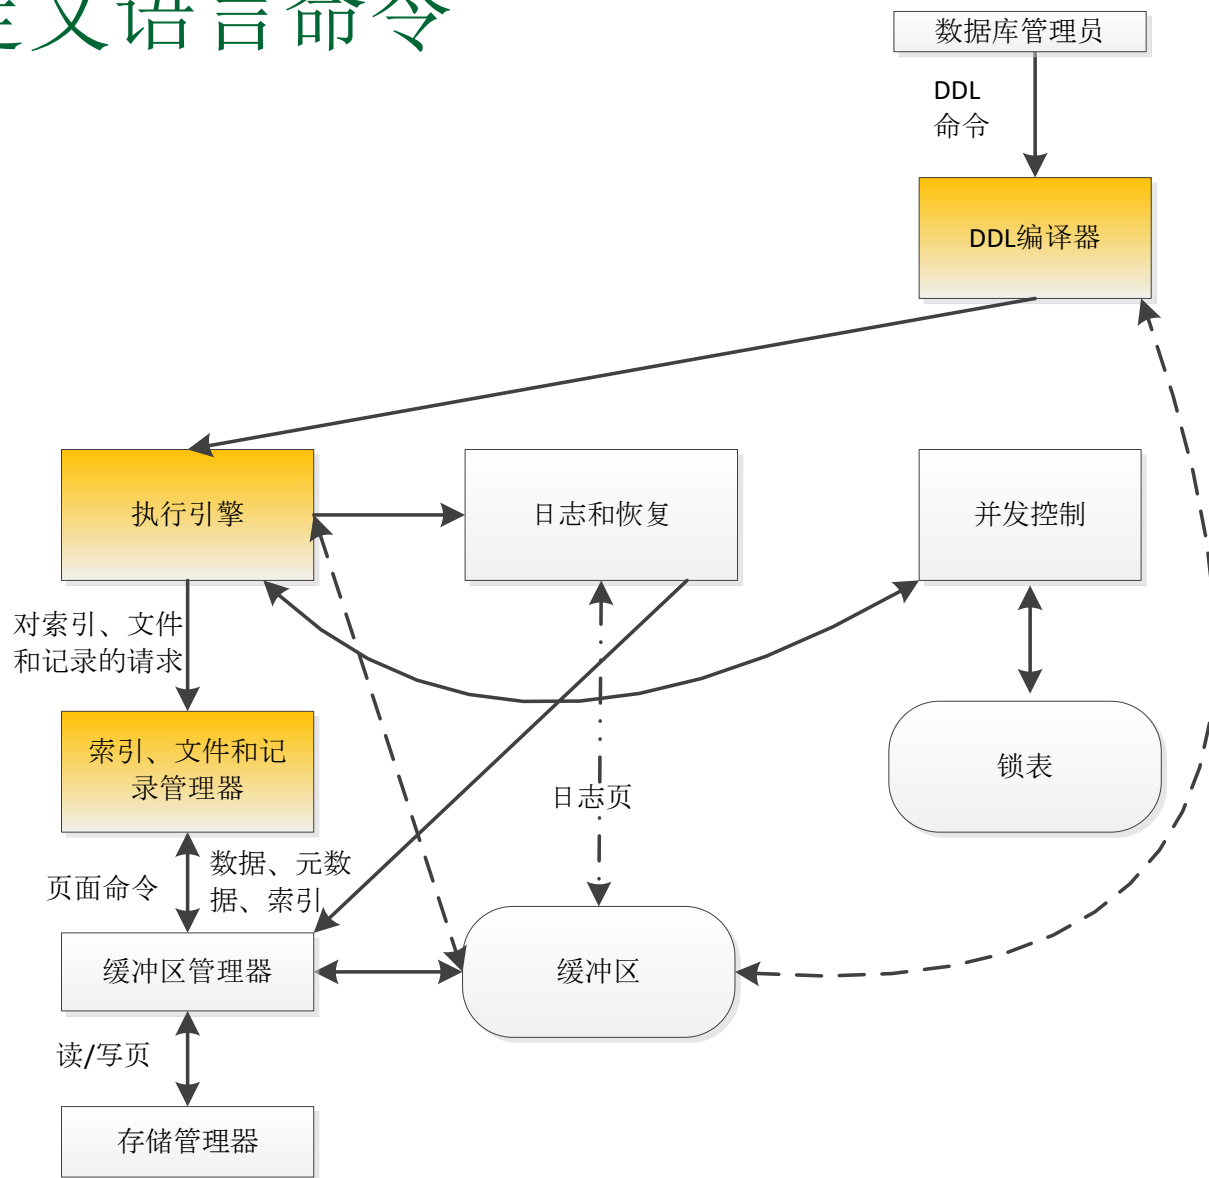 定义语言命令
数据库管理员
DDL
命令
DDL编译器
执行引擎
日志和恢复
并发控制
对索引、文件
和记录的请求
索引、文件和记
录管理器
锁表
日志页
数据、元数
据、索引
页面命令
缓冲区管理器
缓冲区
读/写页
存储管理器